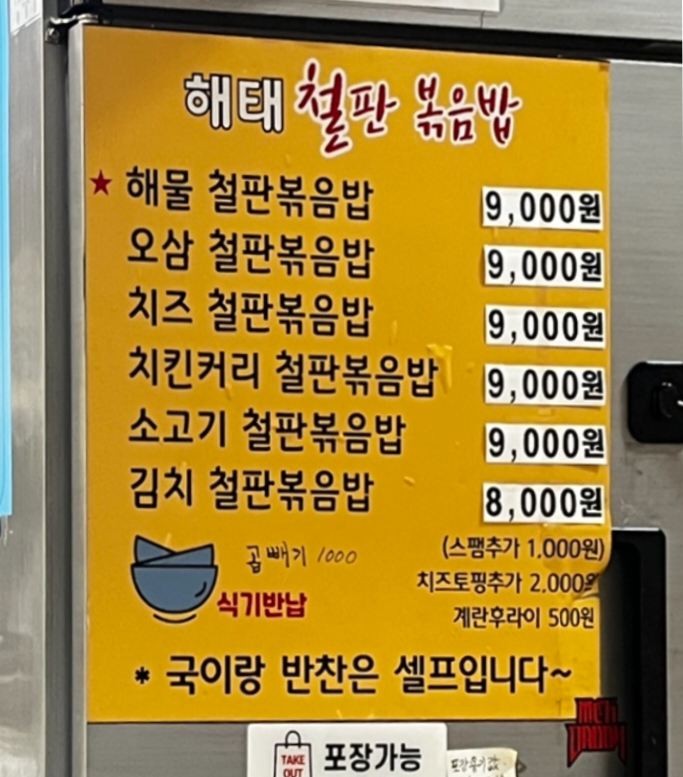 해태 철판 볶음밥
★ 해물 철판볶음밥 9,000원
오삼 철판볶음밥 9,000원
치즈 철판볶음밥 9,000원
치킨커리 철판볶음밥 9,000원
소고기 철판볶음밥 9,000원
김치 철판볶음밥 8,000원
곱빼기 1000
(스팸추가 1.000원)
치즈토핑추가 2.000원
계란후라이 500원
식기반납
* 국이랑 반찬은 셀프입니다~
TAKE
OUT
포장가능